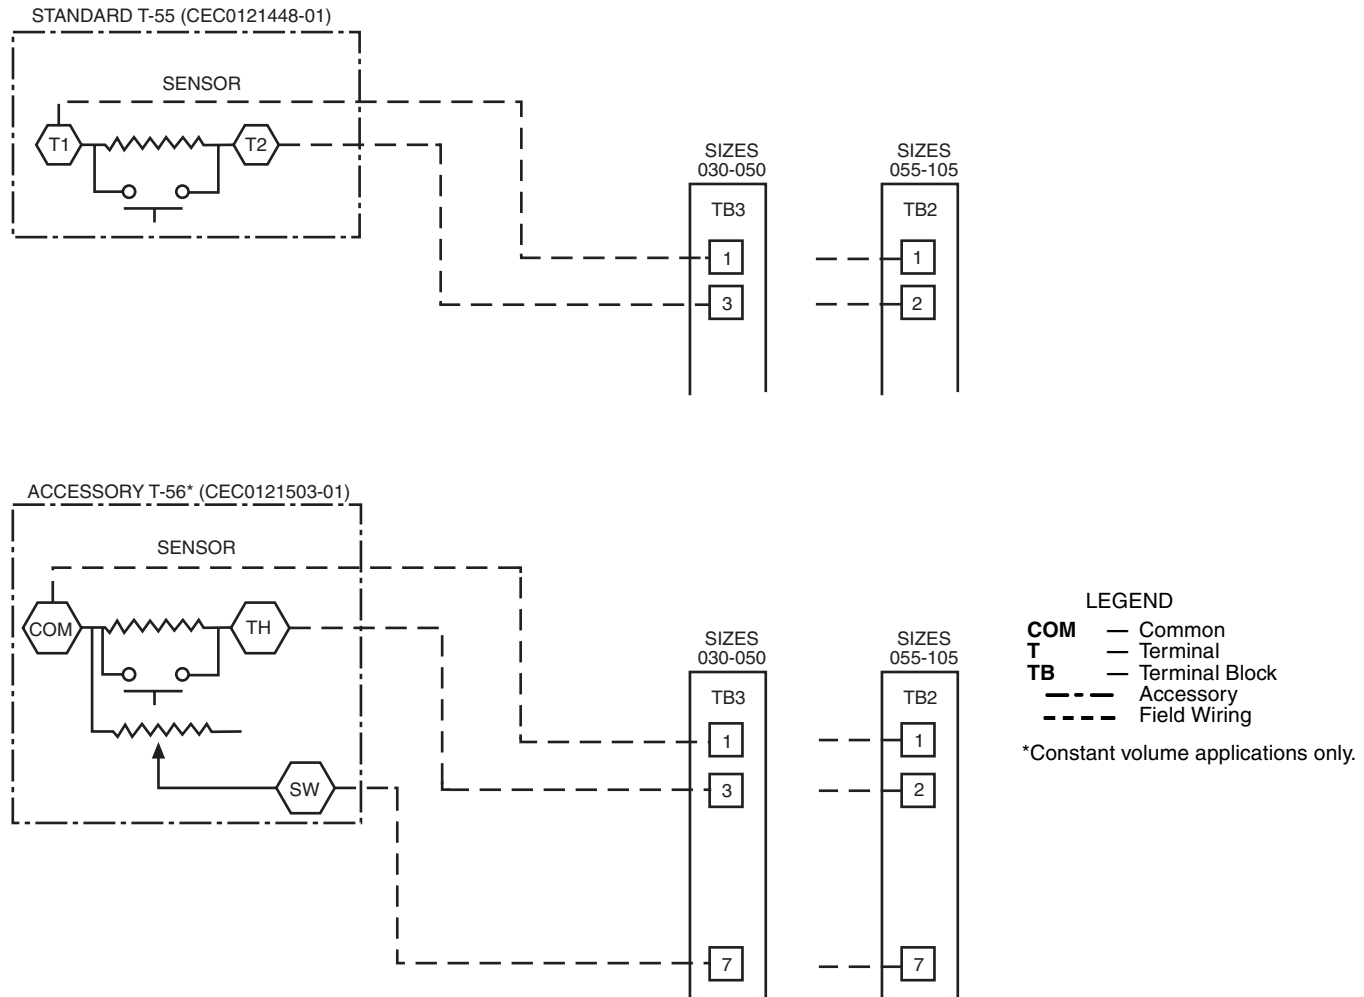 STANDARD T-55 (CEC0121448-01)
SENSOR
T1
T2
SIZES
030-050
TB3
1
3
SIZES
055-105
TB2
1
2
ACCESSORY T-56* (CEC0121503-01)
SENSOR
COM
TH
SW
SIZES
030-050
TB3
1
3
7
SIZES
055-105
TB2
1
2
7
LEGEND
COM — Common
T — Terminal
TB — Terminal Block
Accessory
Field Wiring
*Constant volume applications only.